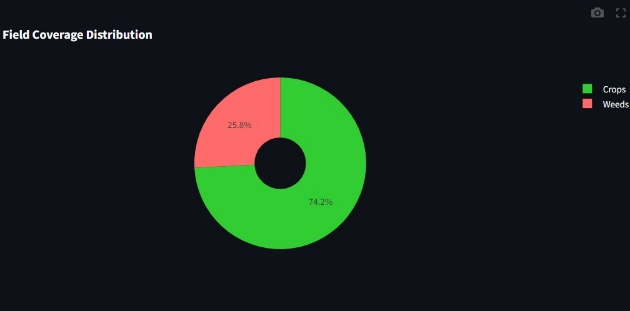 Field Coverage Distribution
Crops
Weeds
25.8%
74.2%